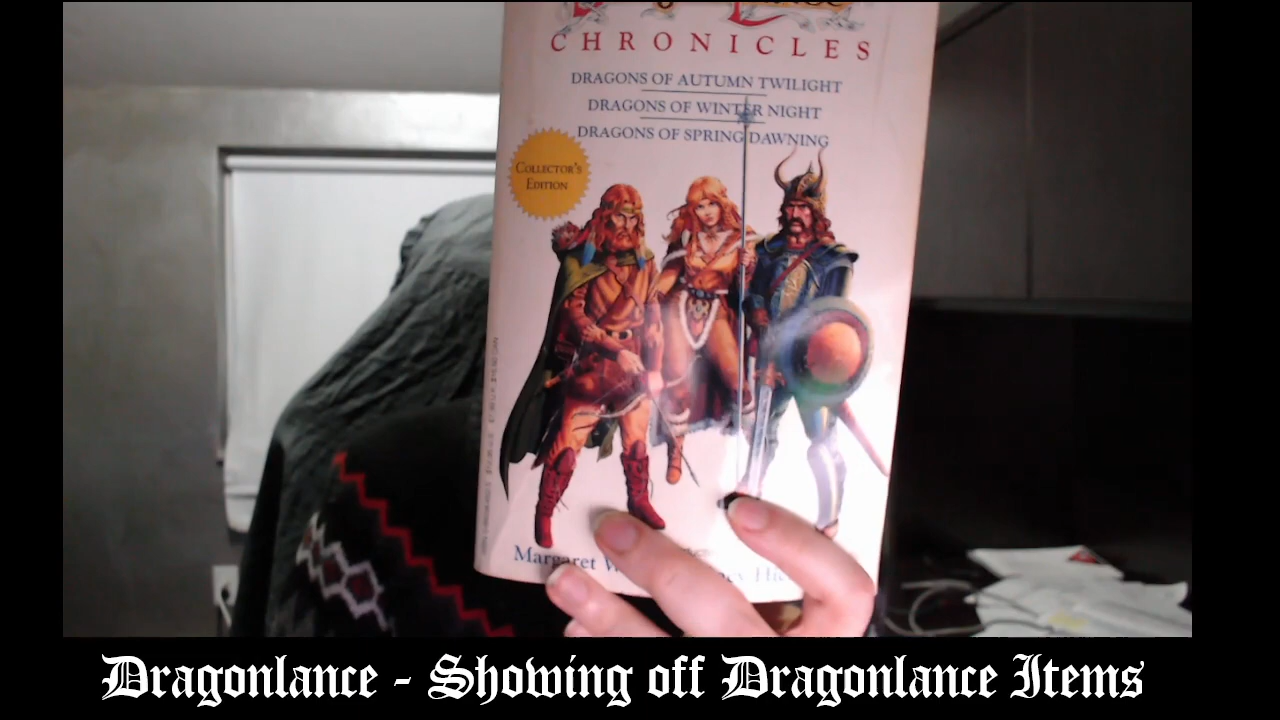 CHRONICLES
DRAGONS OF AUTUMN TWILIGHT
DRAGONS OF WINTER NIGHT
DRAGONS OF SPRING DAWNING
COLLECTOR'S
EDITION
Margaret
Dragonlance - Showing off Dragonlance Items